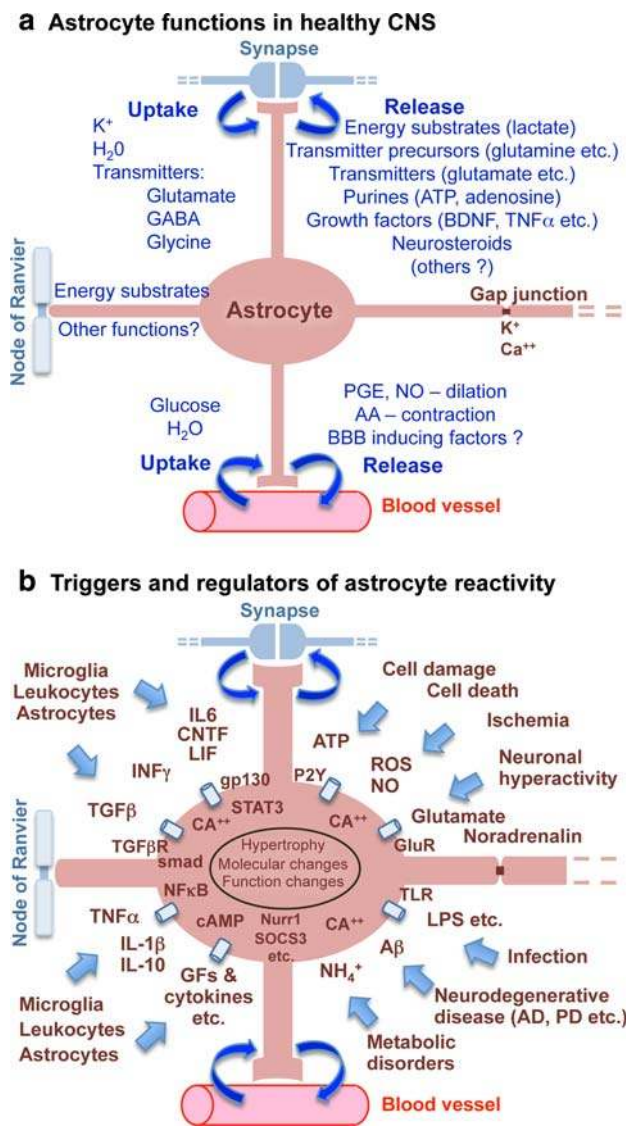 a Astrocyte functions in healthy CNS
Synapse
Uptake
K⁺
H₂0
Transmitters:
Glutamate
GABA
Glycine
Release
Energy substrates (lactate)
Transmitter precursors (glutamine etc.)
Transmitters (glutamate etc.)
Purines (ATP, adenosine)
Growth factors (BDNF, TNFα etc.)
Neurosteroids
(others ?)
Node of Ranvier
Energy substrates
Other functions?
Astrocyte
Gap junction
K⁺
Ca⁺⁺
Glucose
H₂O
Uptake
PGE, NO – dilation
AA – contraction
BBB inducing factors ?
Release
Blood vessel
b Triggers and regulators of astrocyte reactivity
Synapse
Microglia
Leukocytes
Astrocytes
IL6
CNTF
LIF
INFγ
TGFβ
Cell damage
Cell death
Ischemia
Neuronal
hyperactivity
ATP
ROS
NO
Glutamate
Noradrenalin
gp130
P2Y
STAT3
CA⁺⁺
CA⁺⁺
TGFβR
smad
GluR
Node of Ranvier
Hypertrophy
Molecular changes
Function changes
NFκB
TLR
cAMP
Nurr1
SOCS3
etc.
CA⁺⁺
TNFα
IL-1β
IL-10
GFs &
cytokines
etc.
Microglia
Leukocytes
Astrocytes
LPS etc.
Aβ
NH₄⁺
Infection
Neurodegenerative
disease (AD, PD etc.)
Metabolic
disorders
Blood vessel